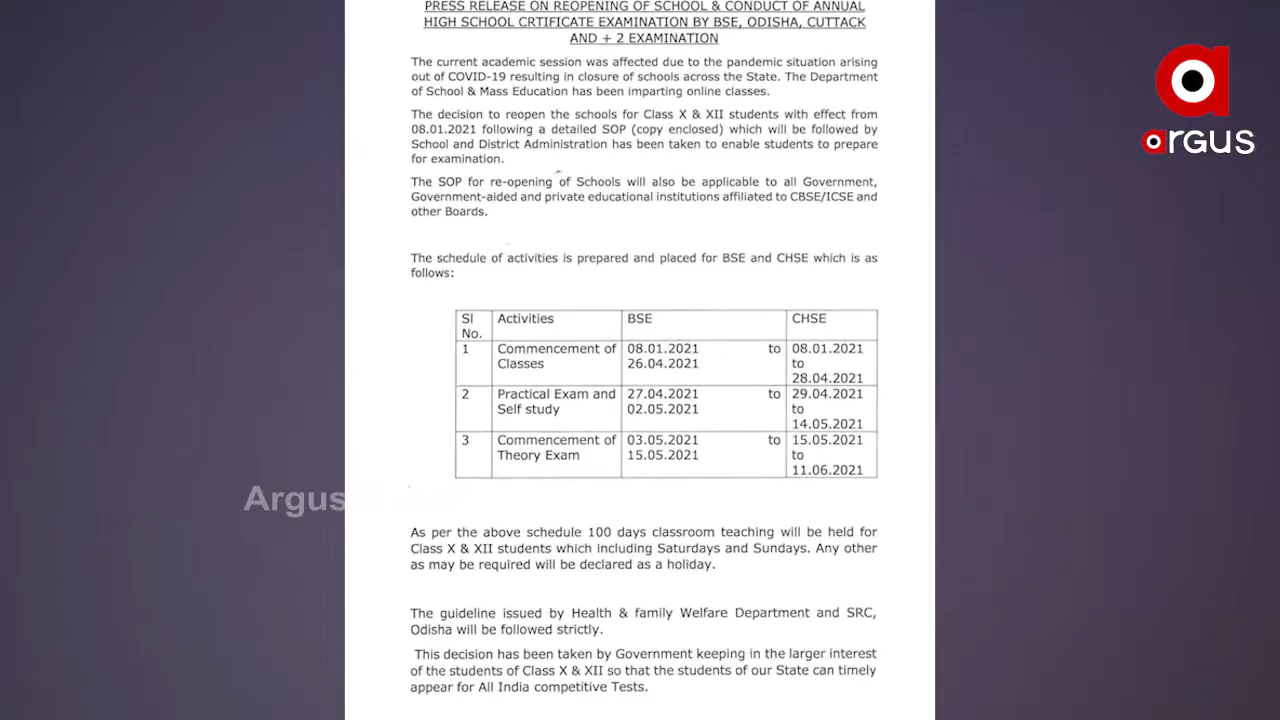 PRESS RELEASE ON REOPENING OF SCHOOL & CONDUCT OF ANNUAL
HIGH SCHOOL CRTIFICATE EXAMINATION BY BSE, ODISHA, CUTTACK
AND + 2 EXAMINATION
The current academic session was affected due to the pandemic situation arising
out of COVID-19 resulting in closure of schools across the State. The Department
of School & Mass Education has been imparting online classes.
The decision to reopen the schools for Class X & XII students with effect from
08.01.2021 following a detailed SOP (copy enclosed) which will be followed by
School and District Administration has been taken to enable students to prepare
for examination.
The SOP for re-opening of Schools will also be applicable to all Government,
Government-aided and private educational institutions affiliated to CBSE/ICSE and
other Boards.
The schedule of activities is prepared and placed for BSE and CHSE which is as
follows:
Sl No. Activities BSE CHSE
1 Commencement of Classes 08.01.2021 to 26.04.2021 08.01.2021 to 28.04.2021
2 Practical Exam and Self study 27.04.2021 to 02.05.2021 29.04.2021 to 14.05.2021
3 Commencement of Theory Exam 03.05.2021 to 15.05.2021 15.05.2021 to 11.06.2021
As per the above schedule 100 days classroom teaching will be held for
Class X & XII students which including Saturdays and Sundays. Any other
as may be required will be declared as a holiday.
The guideline issued by Health & family Welfare Department and SRC,
Odisha will be followed strictly.
This decision has been taken by Government keeping in the larger interest
of the students of Class X & XII so that the students of our State can timely
appear for All India competitive Tests.
argus
Argus